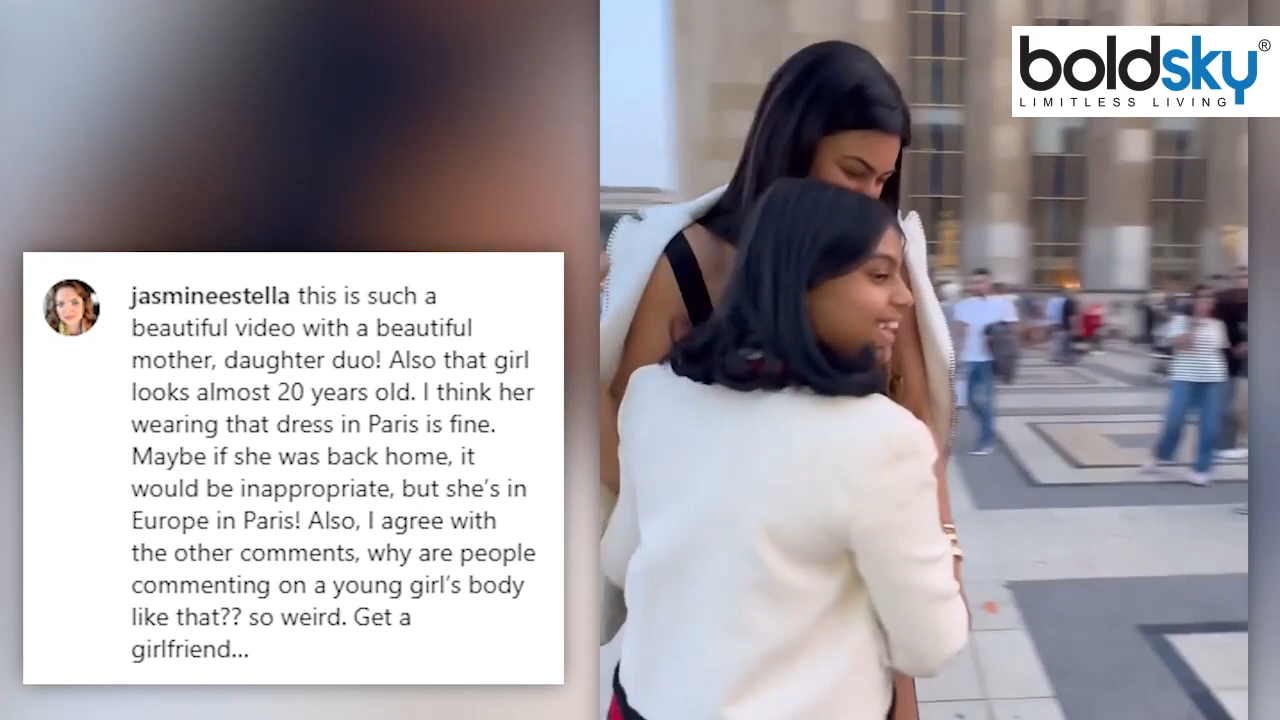 boldsky®
LIMITLESS LIVING
jasmineestella this is such a
beautiful video with a beautiful
mother, daughter duo! Also that girl
looks almost 20 years old. I think her
wearing that dress in Paris is fine.
Maybe if she was back home, it
would be inappropriate, but she’s in
Europe in Paris! Also, I agree with
the other comments, why are people
commenting on a young girl’s body
like that?? so weird. Get a
girlfriend...